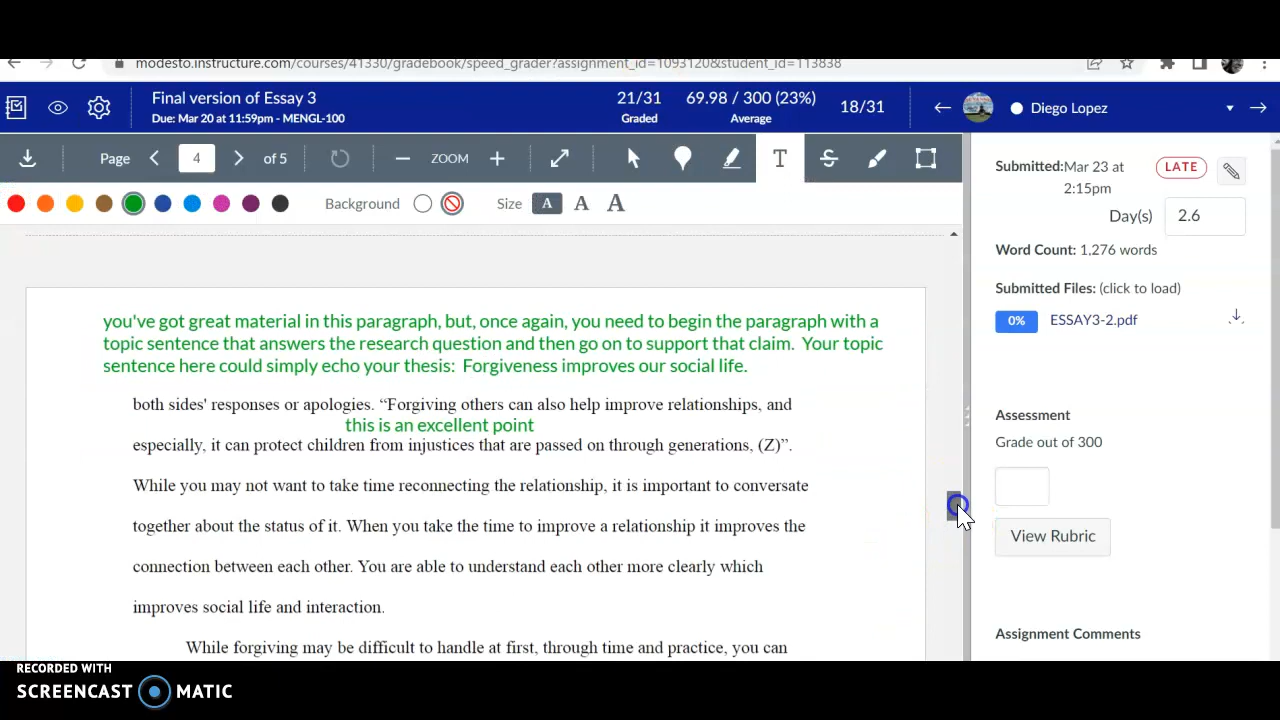 modesto.instructure.com/courses/41330/gradebook/speed_grader?assignment_id=1093120&student_id=113838
Final version of Essay 3
Due: Mar 20 at 11:59pm - MENGL-100
21/31
Graded
69.98 / 300 (23%)
Average
18/31
Diego Lopez
Page 4 of 5
ZOOM
T
Background
Size A A A
Submitted: Mar 23 at
2:15pm
LATE
Day(s) 2.6
Word Count: 1,276 words
Submitted Files: (click to load)
0% ESSAY3-2.pdf
Assessment
Grade out of 300
View Rubric
Assignment Comments
you've got great material in this paragraph, but, once again, you need to begin the paragraph with a
topic sentence that answers the research question and then go on to support that claim. Your topic
sentence here could simply echo your thesis: Forgiveness improves our social life.
both sides' responses or apologies. “Forgiving others can also help improve relationships, and
this is an excellent point
especially, it can protect children from injustices that are passed on through generations, (Z)”.
While you may not want to take time reconnecting the relationship, it is important to conversate
together about the status of it. When you take the time to improve a relationship it improves the
connection between each other. You are able to understand each other more clearly which
improves social life and interaction.
While forgiving may be difficult to handle at first, through time and practice, you can
RECORDED WITH
SCREENCAST MATIC